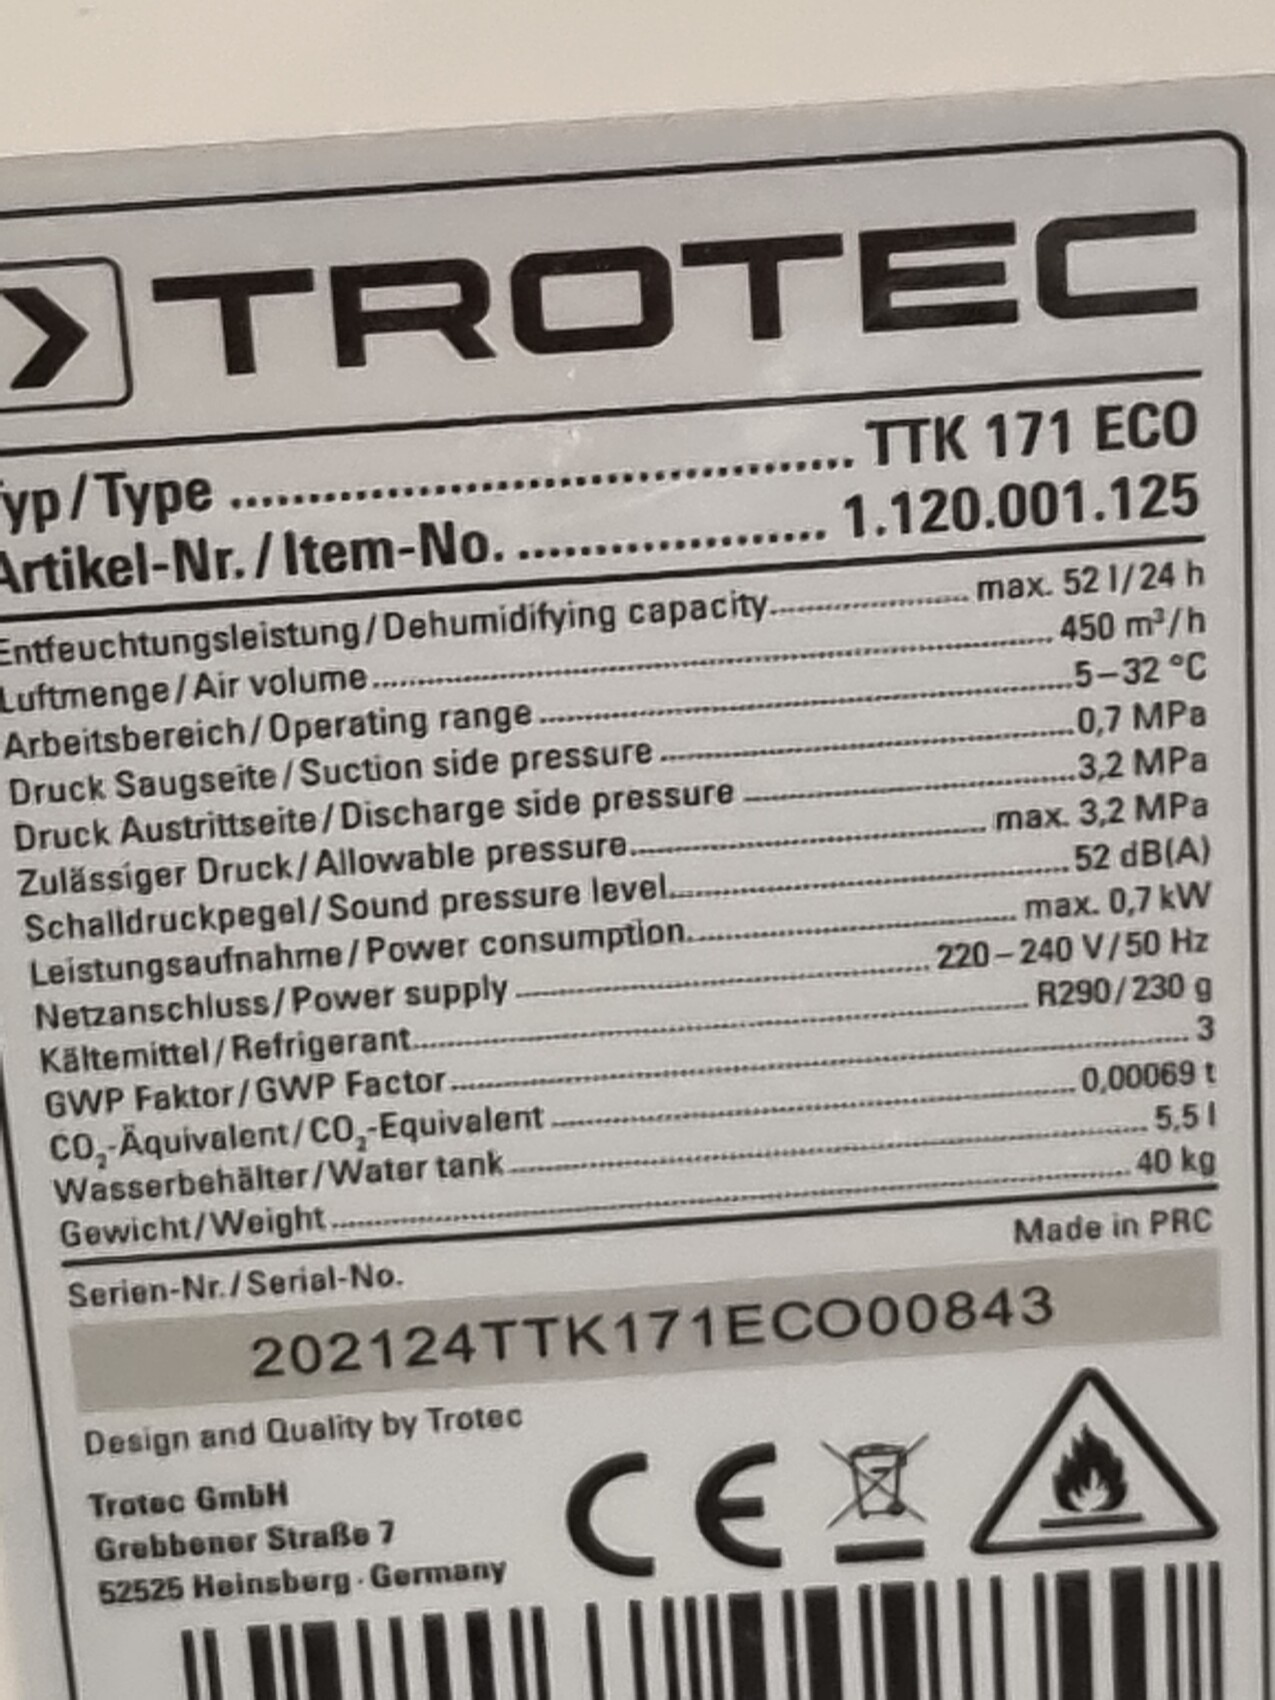 TROTEC
Typ / Type ........................................ TTK 171 ECO
Artikel-Nr. / Item-No. .................... 1.120.001.125
Entfeuchtungsleistung / Dehumidifying capacity .................... max. 52 l / 24 h
Luftmenge / Air volume .................... 450 m³/h
Arbeitsbereich / Operating range .................... 5–32 °C
Druck Saugseite / Suction side pressure .................... 0,7 MPa
Druck Austrittseite / Discharge side pressure .................... 3,2 MPa
Zulässiger Druck / Allowable pressure .................... max. 3,2 MPa
Schalldruckpegel / Sound pressure level .................... 52 dB(A)
Leistungsaufnahme / Power consumption .................... max. 0,7 kW
Netzanschluss / Power supply .................... 220 – 240 V / 50 Hz
Kältemittel / Refrigerant .................... R290 / 230 g
GWP Faktor / GWP Factor .................... 3
CO₂-Äquivalent / CO₂-Equivalent .................... 0,00069 t
Wasserbehälter / Water tank .................... 5,5 l
Gewicht / Weight .................... 40 kg
Made in PRC
Serien-Nr. / Serial-No.
202124TTK171ECO00843
Design and Quality by Trotec
Trotec GmbH
Grebbener Straße 7
52525 Heinsberg · Germany
CE